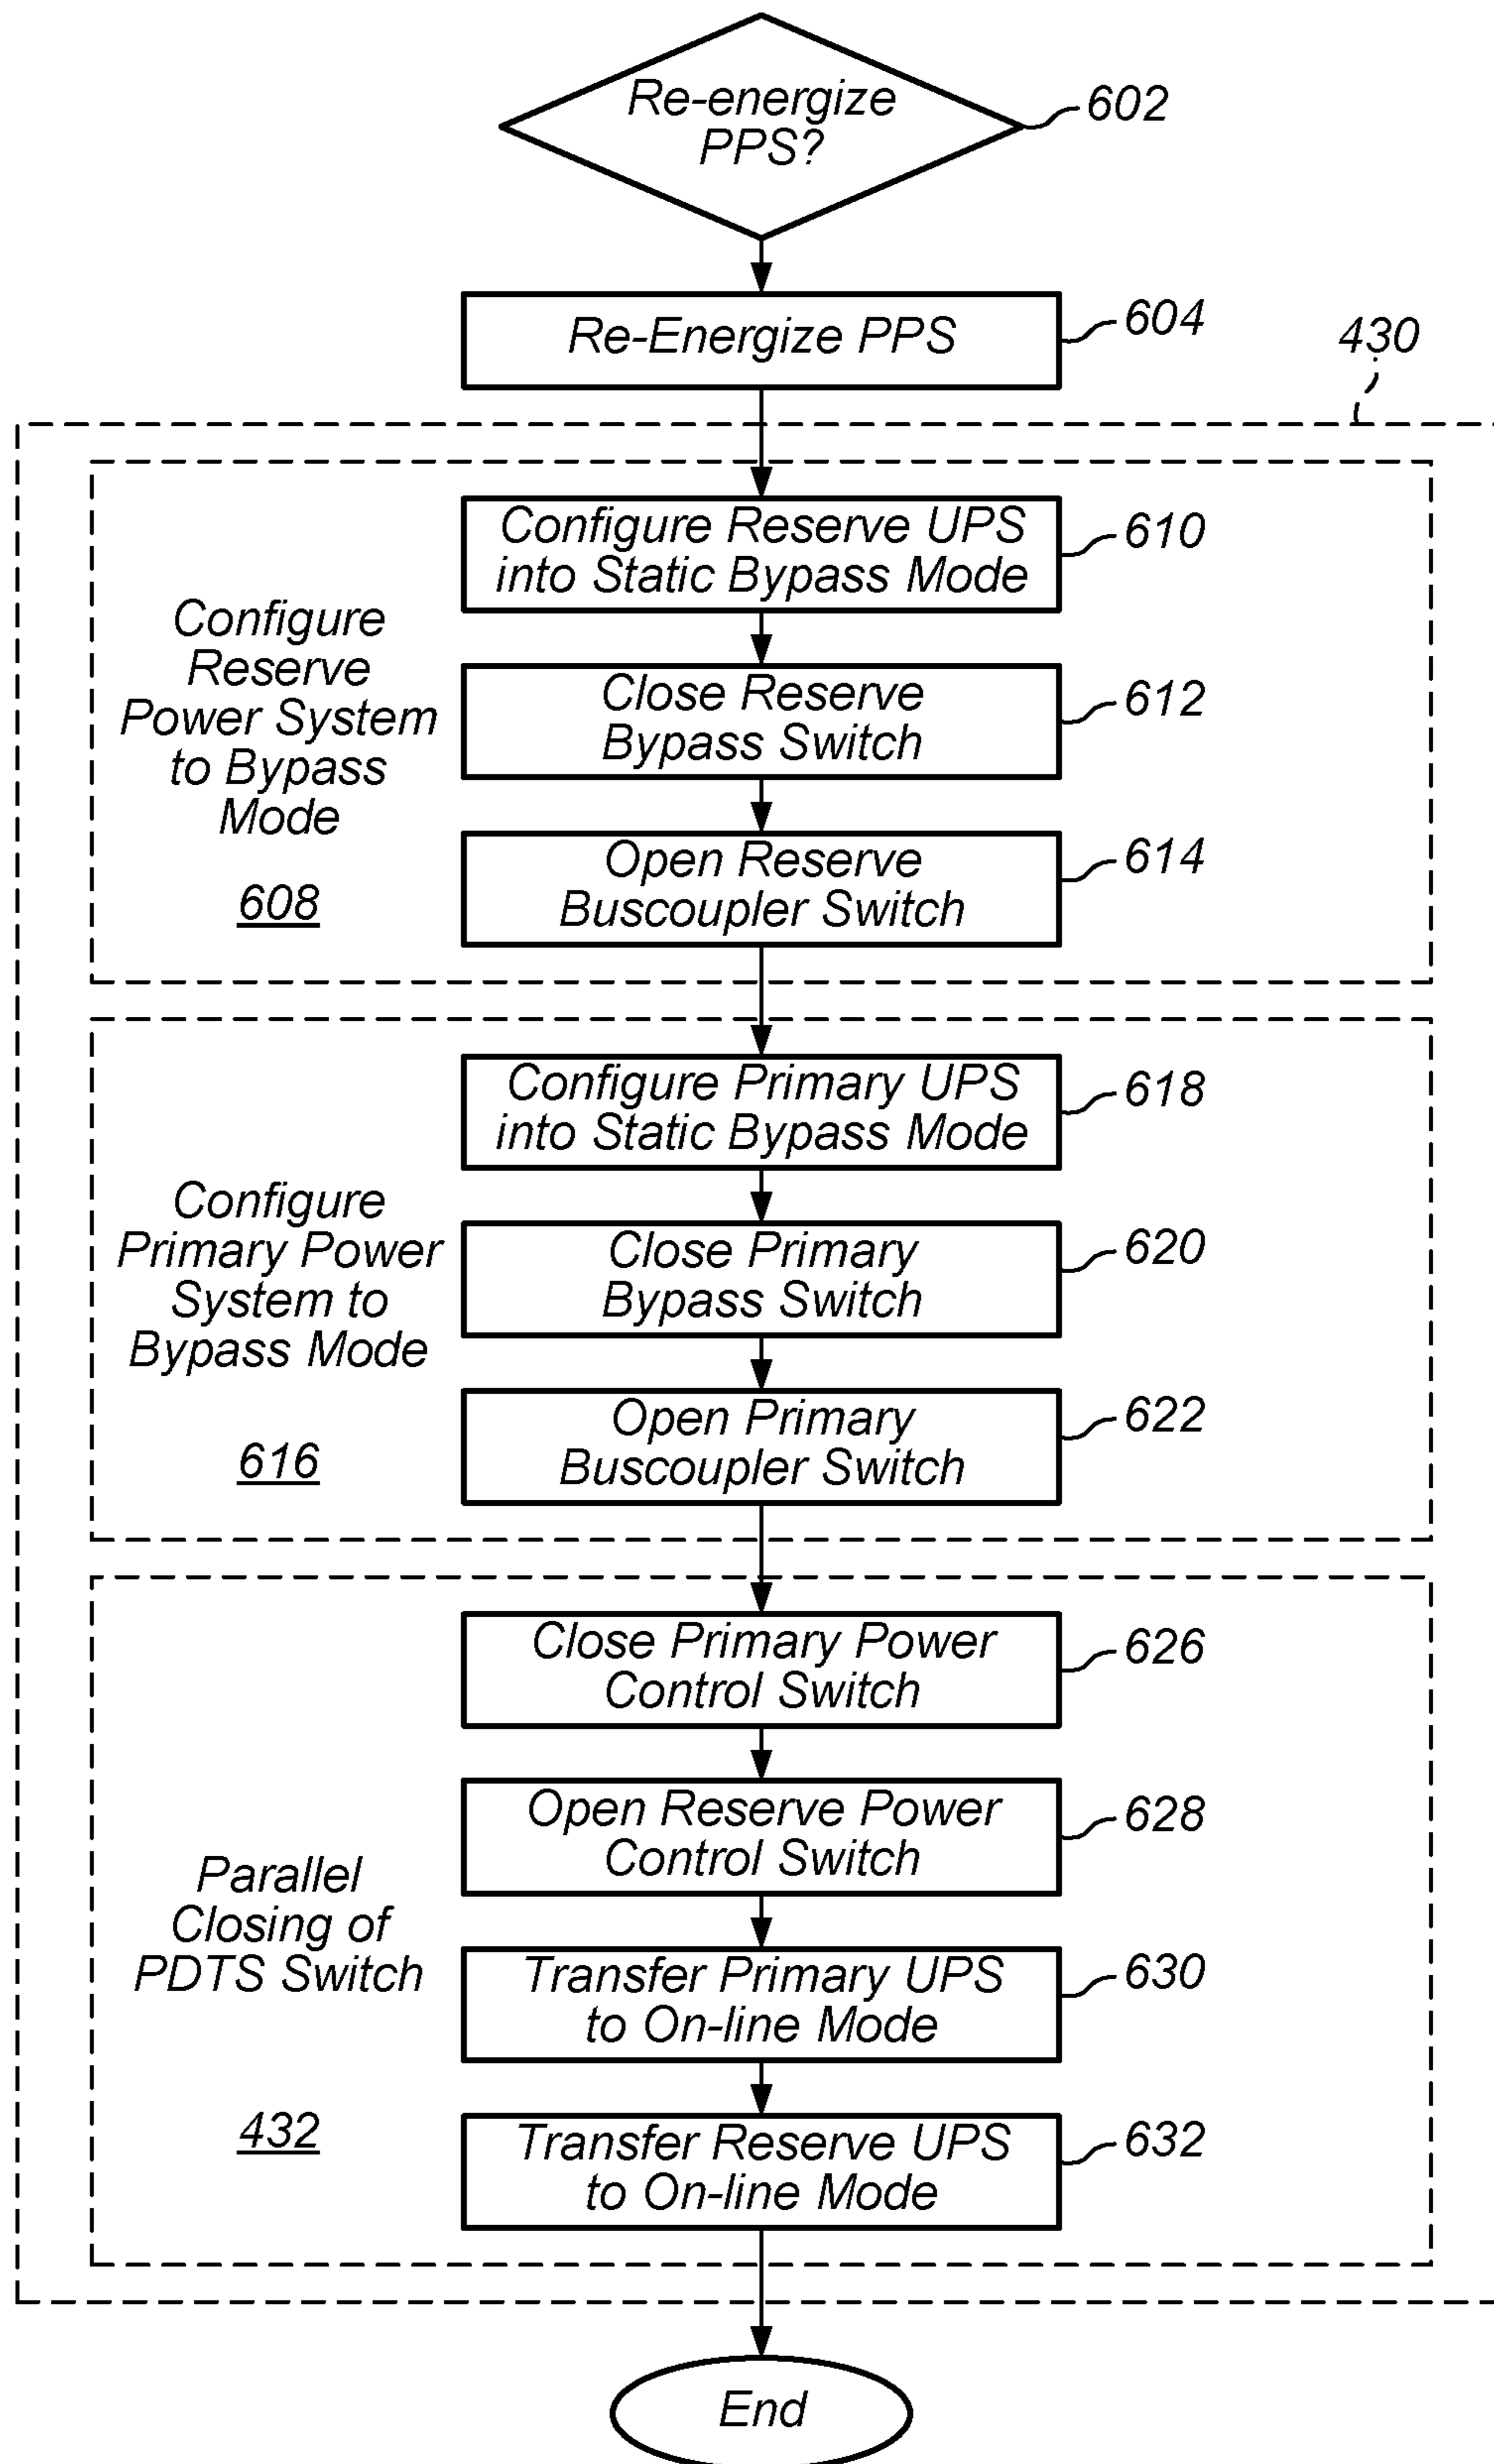 Re-energize
PPS?
602
Re-Energize PPS
604
430
Configure Reserve UPS
into Static Bypass Mode
610
Configure
Reserve
Power System
to Bypass
Mode
608
Close Reserve
Bypass Switch
612
Open Reserve
Buscoupler Switch
614
Configure Primary UPS
into Static Bypass Mode
618
Configure
Primary Power
System to
Bypass Mode
616
Close Primary
Bypass Switch
620
Open Primary
Buscoupler Switch
622
Close Primary Power
Control Switch
626
Open Reserve Power
Control Switch
628
Parallel
Closing of
PDTS Switch
432
Transfer Primary UPS
to On-line Mode
630
Transfer Reserve UPS
to On-line Mode
632
End